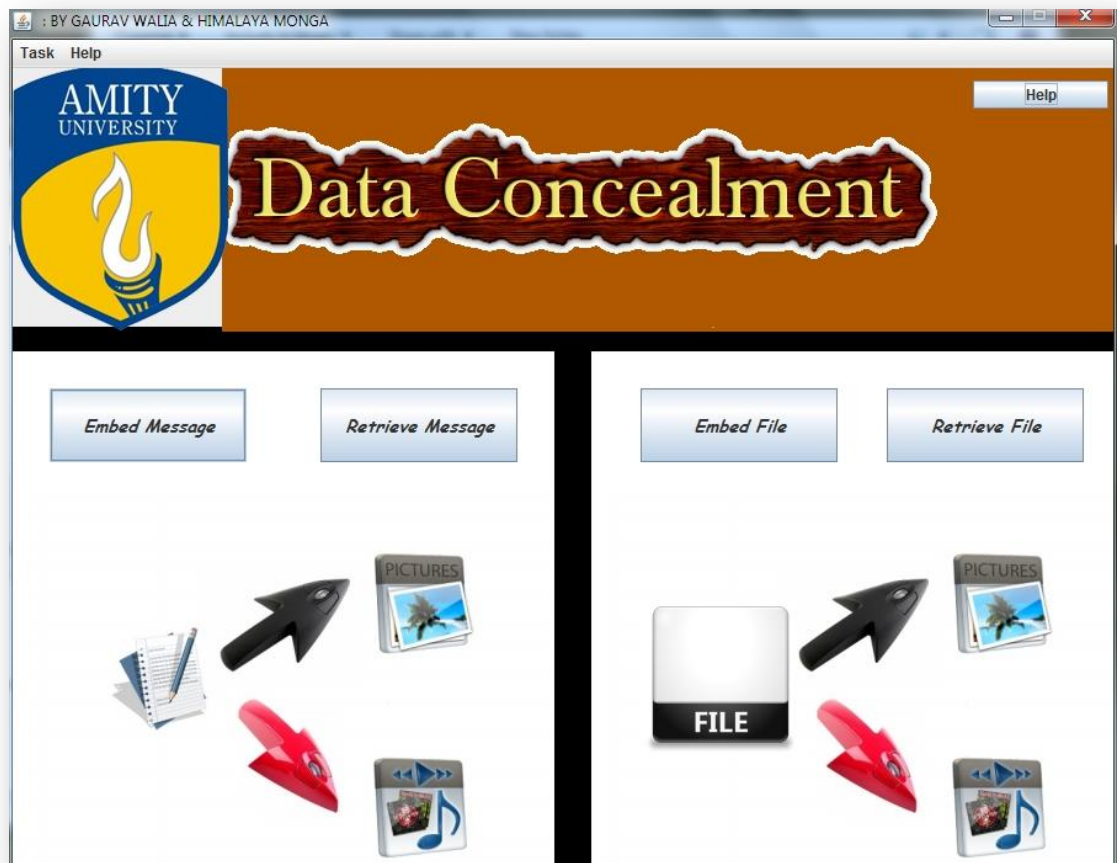 : BY GAURAV WALIA & HIMALAYA MONGA
Task Help
AMITY
UNIVERSITY
Help
Data Concealment
Embed Message
Retrieve Message
Embed File
Retrieve File
PICTURES
PICTURES
FILE